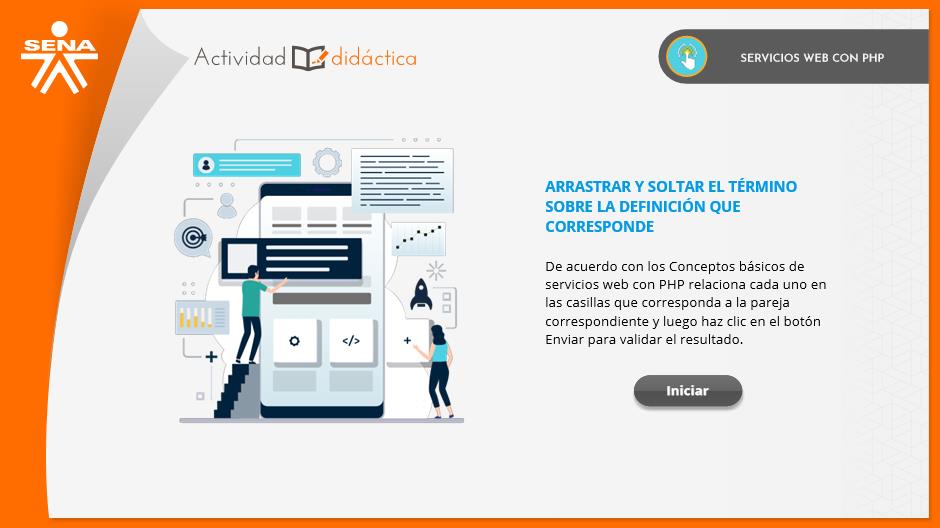 SENA
Actividad didáctica
SERVICIOS WEB CON PHP
ARRASTRAR Y SOLTAR EL TÉRMINO
SOBRE LA DEFINICIÓN QUE
CORRESPONDE
De acuerdo con los Conceptos básicos de
servicios web con PHP relaciona cada uno en
las casillas que corresponda a la pareja
correspondiente y luego haz clic en el botón
Enviar para validar el resultado.
</>
Iniciar